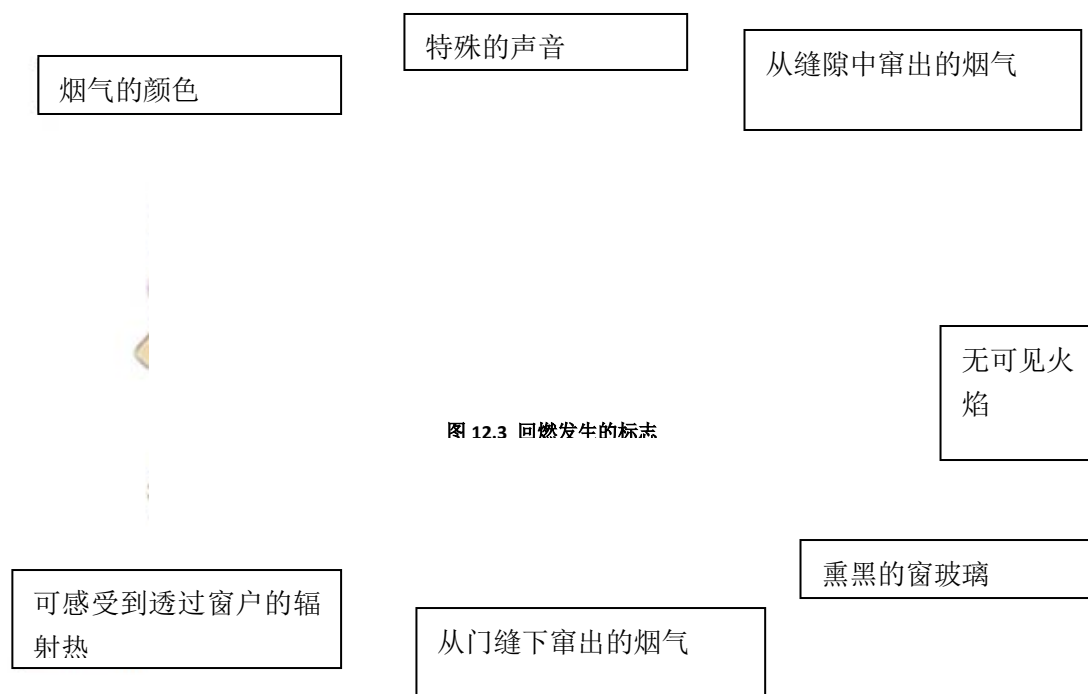 特殊的声音
从缝隙中窜出的烟气
烟气的颜色
无可见火
焰
图 12.3 回燃发生的标志
熏黑的窗玻璃
可感受到透过窗户的辐
射热
从门缝下窜出的烟气